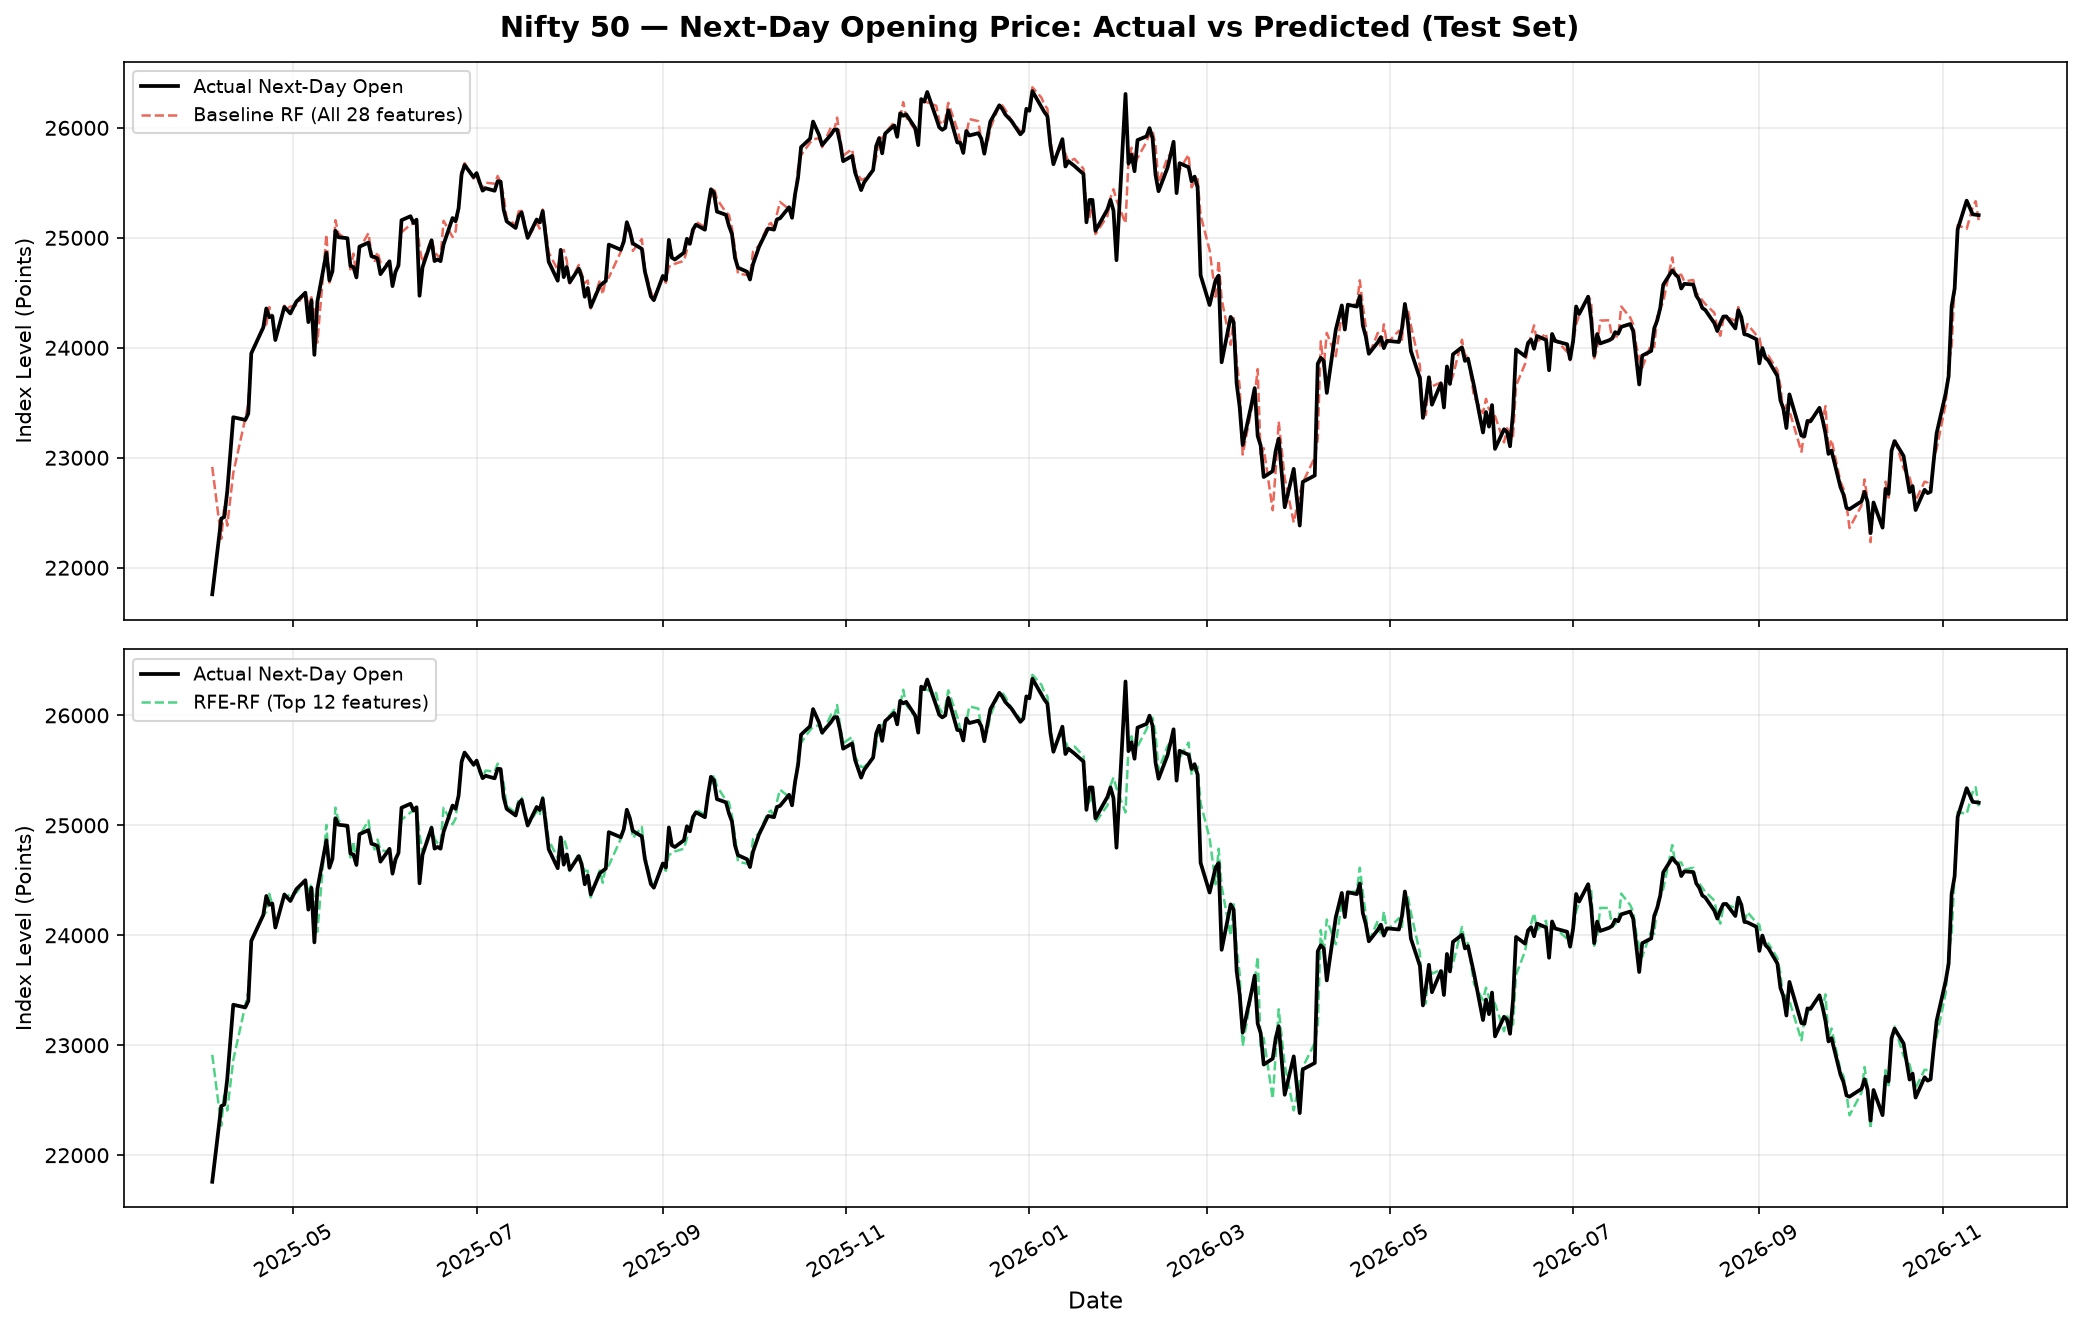 Nifty 50 — Next-Day Opening Price: Actual vs Predicted (Test Set)
Actual Next-Day Open
Baseline RF (All 28 features)
Index Level (Points)
26000
25000
24000
23000
22000
Actual Next-Day Open
RFE-RF (Top 12 features)
Index Level (Points)
26000
25000
24000
23000
22000
2025-05
2025-07
2025-09
2025-11
2026-01
2026-03
2026-05
2026-07
2026-09
2026-11
Date